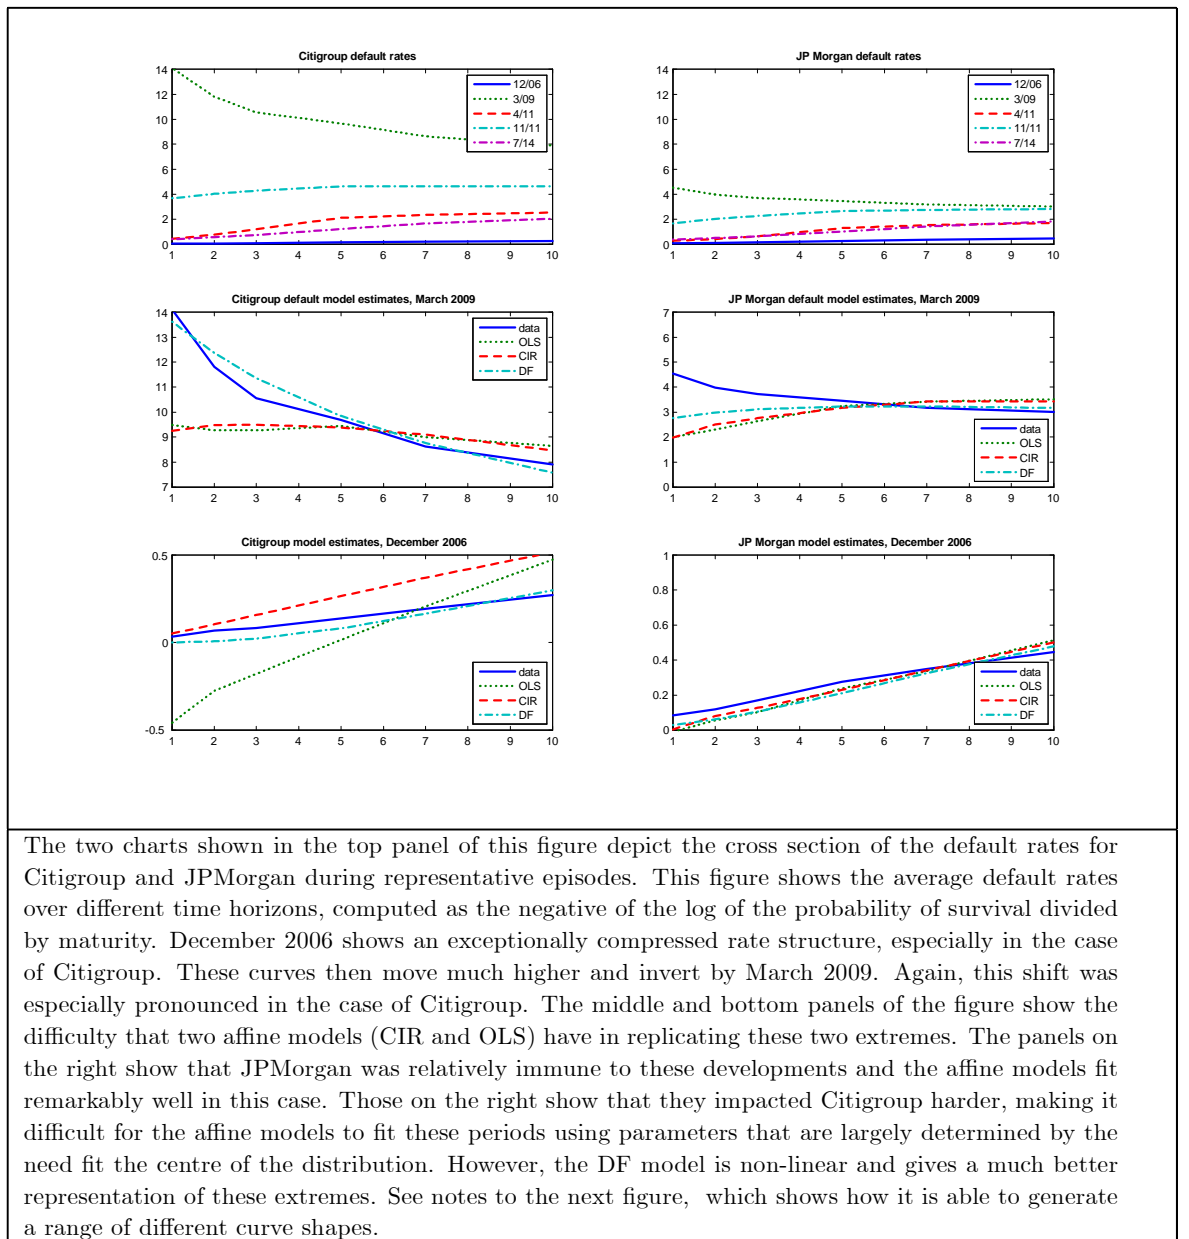 Citigroup default rates
14
12
10
8
6
4
2
0
1 2 3 4 5 6 7 8 9 10
12/06
3/09
4/11
11/11
7/14
JP Morgan default rates
14
12
10
8
6
4
2
0
1 2 3 4 5 6 7 8 9 10
12/06
3/09
4/11
11/11
7/14
Citigroup default model estimates, March 2009
14
13
12
11
10
9
8
7
1 2 3 4 5 6 7 8 9 10
data
OLS
CIR
DF
JP Morgan default model estimates, March 2009
7
6
5
4
3
2
1
0
1 2 3 4 5 6 7 8 9 10
data
OLS
CIR
DF
Citigroup model estimates, December 2006
0.5
0
-0.5
1 2 3 4 5 6 7 8 9 10
data
OLS
CIR
DF
JP Morgan model estimates, December 2006
1
0.8
0.6
0.4
0.2
0
1 2 3 4 5 6 7 8 9 10
data
OLS
CIR
DF
The two charts shown in the top panel of this figure depict the cross section of the default rates for
Citigroup and JPMorgan during representative episodes. This figure shows the average default rates
over different time horizons, computed as the negative of the log of the probability of survival divided
by maturity. December 2006 shows an exceptionally compressed rate structure, especially in the case
of Citigroup. These curves then move much higher and invert by March 2009. Again, this shift was
especially pronounced in the case of Citigroup. The middle and bottom panels of the figure show the
difficulty that two affine models (CIR and OLS) have in replicating these two extremes. The panels on
the right show that JPMorgan was relatively immune to these developments and the affine models fit
remarkably well in this case. Those on the right show that they impacted Citigroup harder, making it
difficult for the affine models to fit these periods using parameters that are largely determined by the
need fit the centre of the distribution. However, the DF model is non-linear and gives a much better
representation of these extremes. See notes to the next figure, which shows how it is able to generate
a range of different curve shapes.